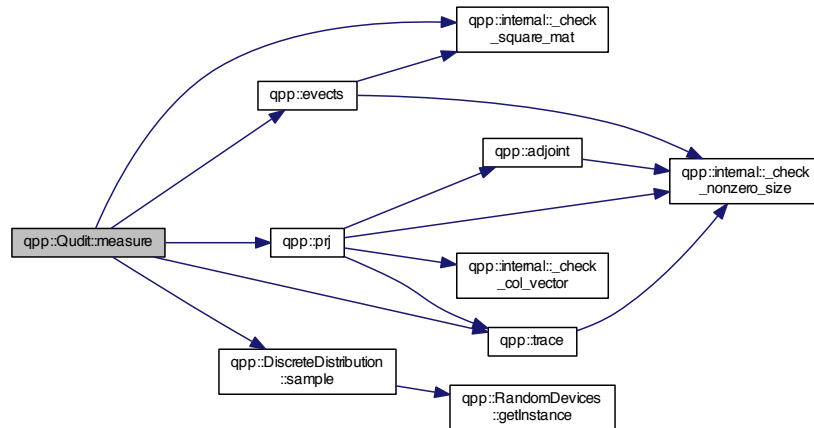 qpp::internal::_check
_square_mat
qpp::evects
qpp::adjoint
qpp::internal::_check
_nonzero_size
qpp::Qudit::measure
qpp::prj
qpp::internal::_check
_col_vector
qpp::trace
qpp::DiscreteDistribution
::sample
qpp::RandomDevices
::getInstance